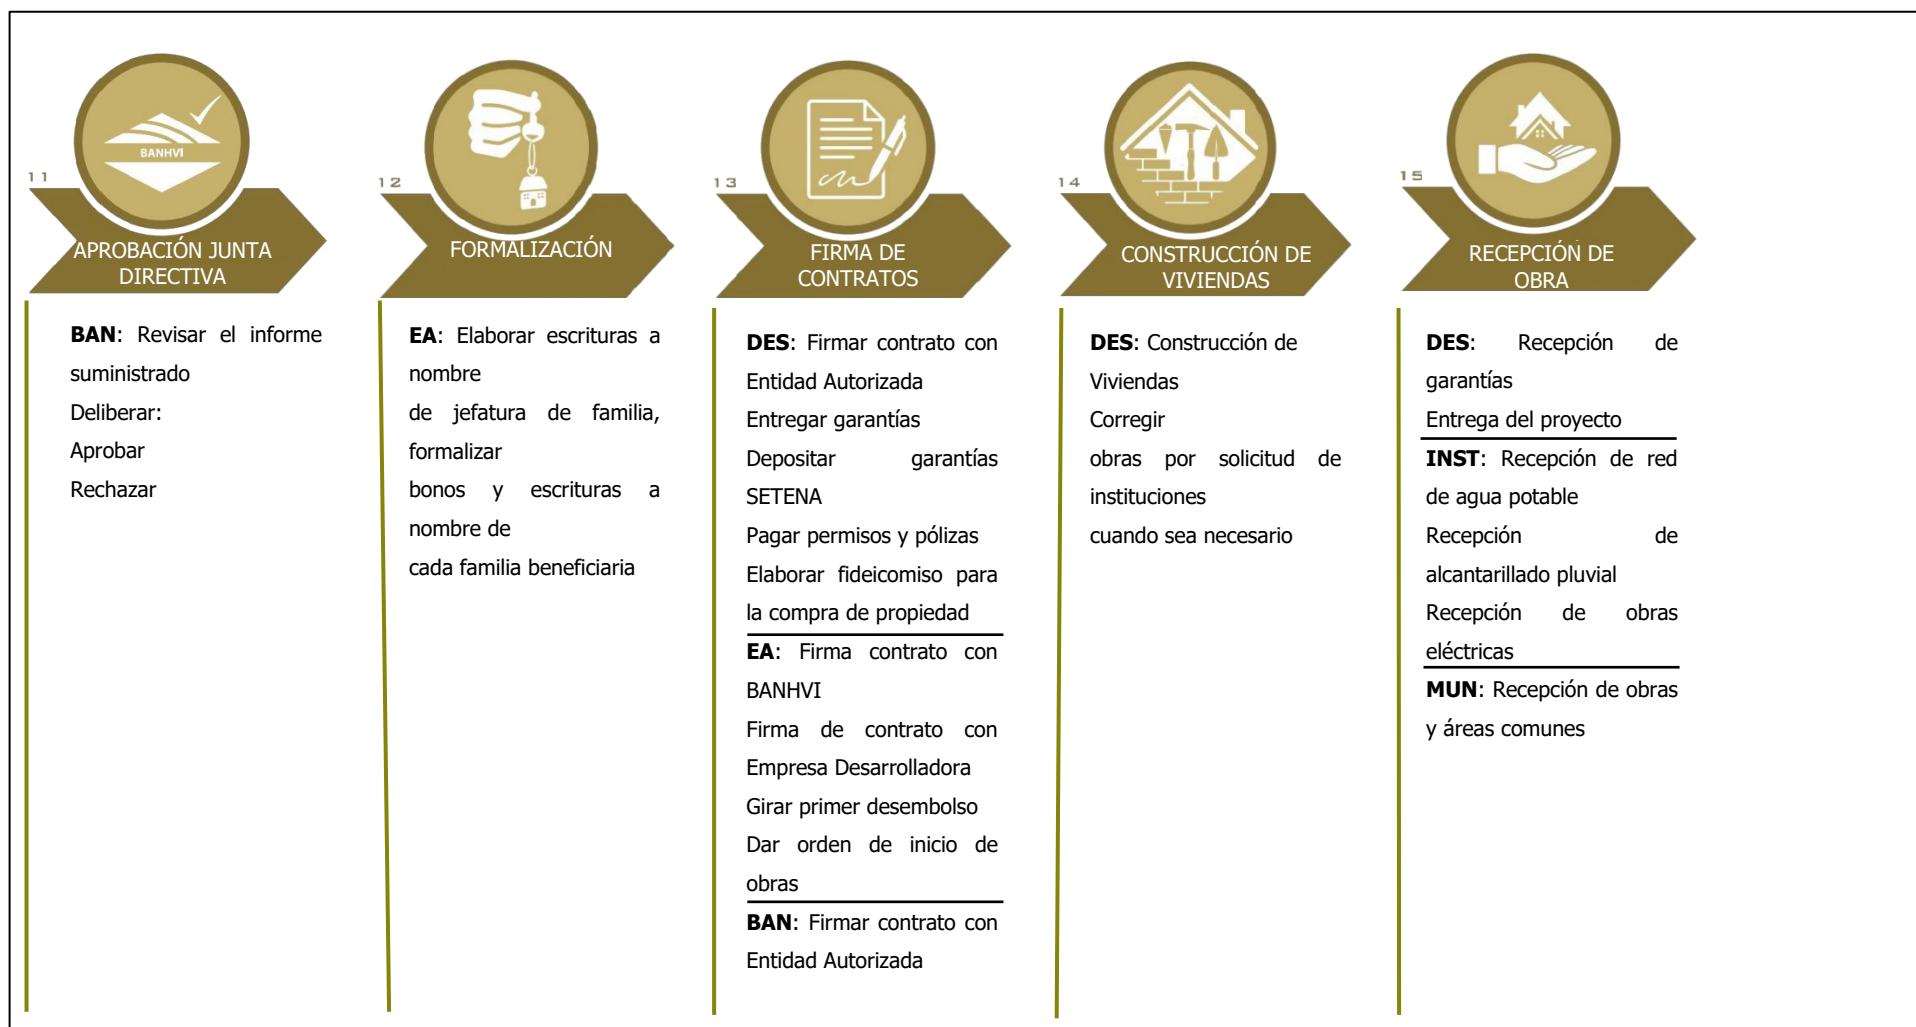 11
BANHVI
APROBACIÓN JUNTA
DIRECTIVA
BAN: Revisar el informe
suministrado
Deliberar:
Aprobar
Rechazar
12
FORMALIZACIÓN
EA: Elaborar escrituras a
nombre
de jefatura de familia,
formalizar
bonos y escrituras a
nombre de
cada familia beneficiaria
13
FIRMA DE
CONTRATOS
DES: Firmar contrato con
Entidad Autorizada
Entregar garantías
Depositar garantías
SETENA
Pagar permisos y pólizas
Elaborar fideicomiso para
la compra de propiedad
EA: Firma contrato con
BANHVI
Firma de contrato con
Empresa Desarrolladora
Girar primer desembolso
Dar orden de inicio de
obras
BAN: Firmar contrato con
Entidad Autorizada
14
CONSTRUCCIÓN DE
VIVIENDAS
DES: Construcción de
Viviendas
Corregir
obras por solicitud de
instituciones
cuando sea necesario
15
RECEPCIÓN DE
OBRA
DES: Recepción de
garantías
Entrega del proyecto
INST: Recepción de red
de agua potable
Recepción de
alcantarillado pluvial
Recepción de obras
eléctricas
MUN: Recepción de obras
y áreas comunes